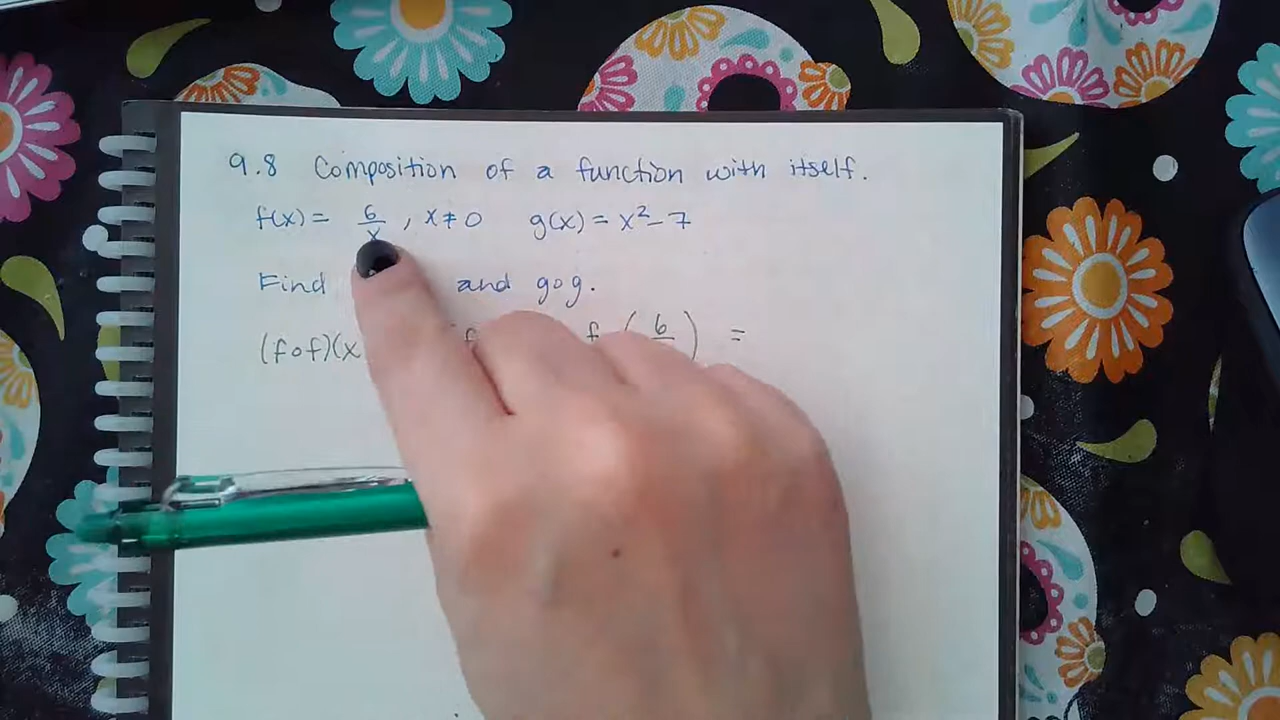 9.8 Composition of a function with itself.
f(x) = 6/x , x ≠ 0 g(x) = x² - 7
Find and g∘g.
(f∘f)(x f (6 ) =